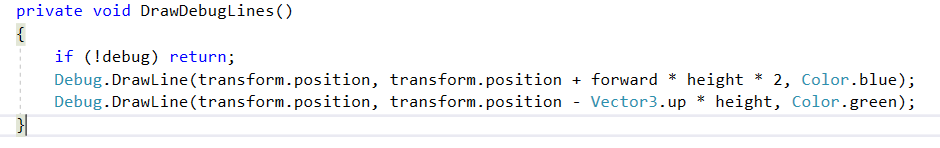 private void DrawDebugLines()
{
    if (!debug) return;
    Debug.DrawLine(transform.position, transform.position + forward * height * 2, Color.blue);
    Debug.DrawLine(transform.position, transform.position - Vector3.up * height, Color.green);
}